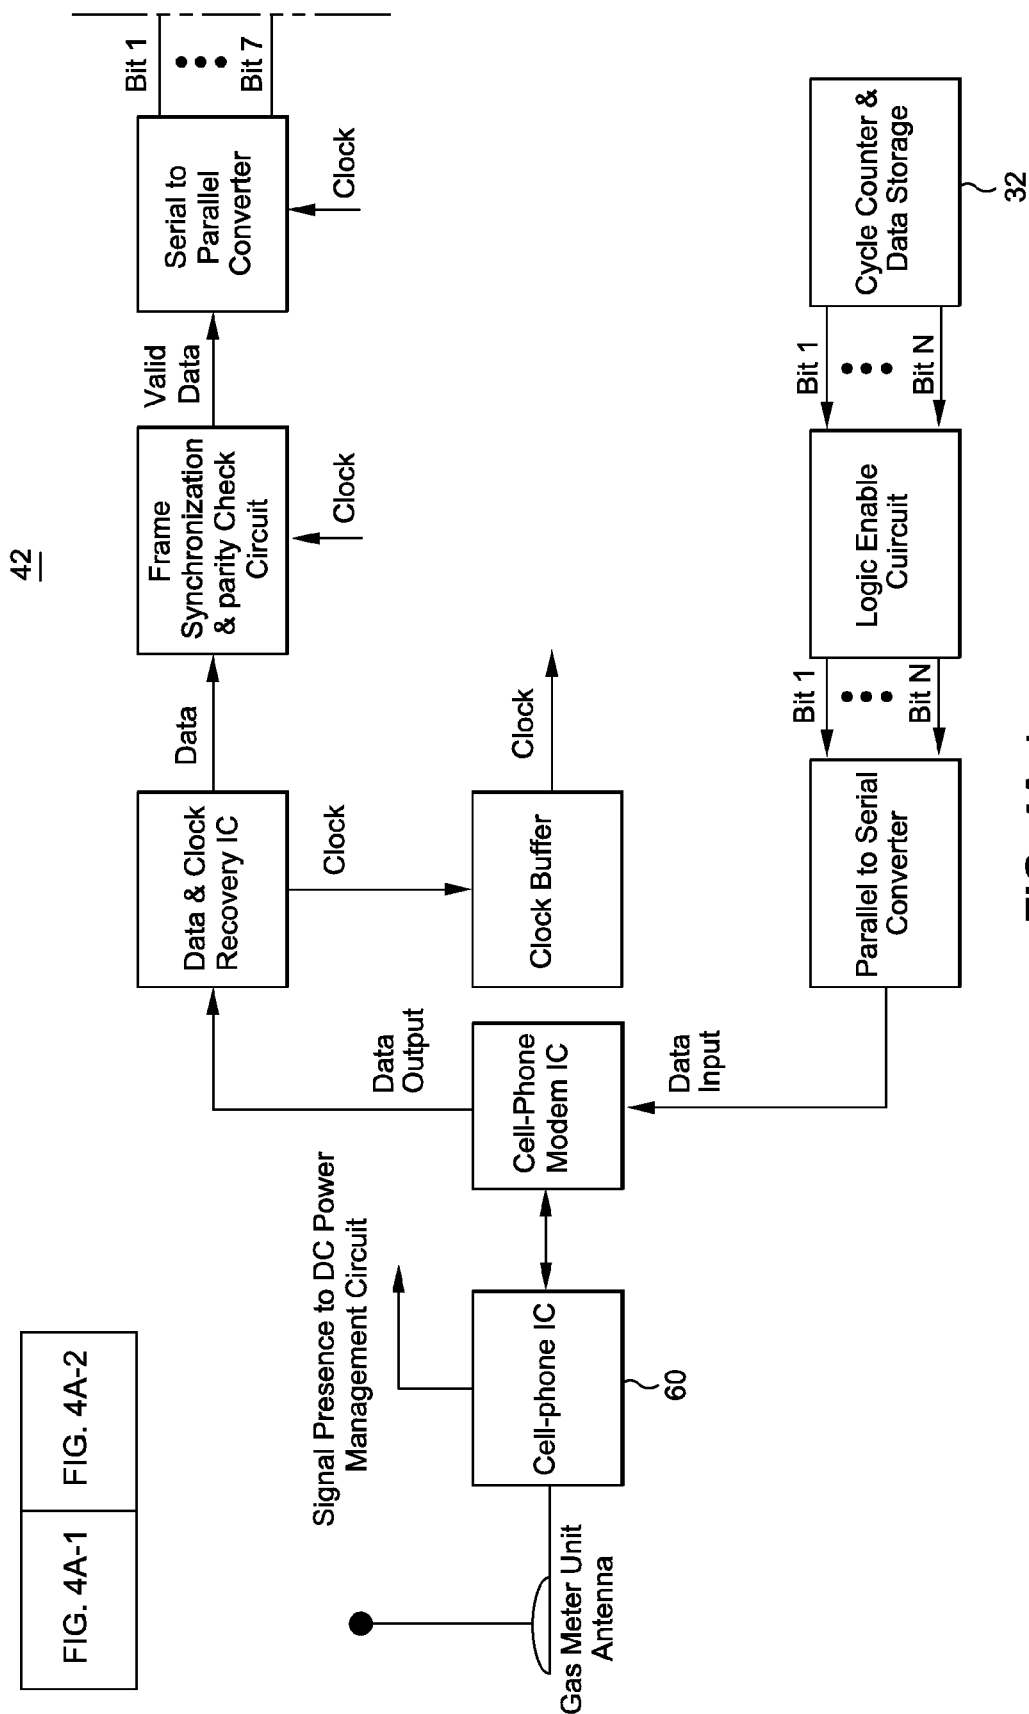 42
FIG. 4A-1
FIG. 4A-2
Gas Meter Unit
Antenna
Signal Presence to DC Power
Management Circuit
Cell-phone IC
60
Cell-Phone
Modem IC
Data
Output
Data
Input
Data & Clock
Recovery IC
Clock
Clock Buffer
Clock
Data
Frame
Synchronization
& parity Check
Circuit
Clock
Valid
Data
Serial to
Parallel
Converter
Clock
Bit 1
Bit 7
Parallel to Serial
Converter
Bit 1
Bit N
Logic Enable
Cuircuit
Bit 1
Bit N
Cycle Counter &
Data Storage
32